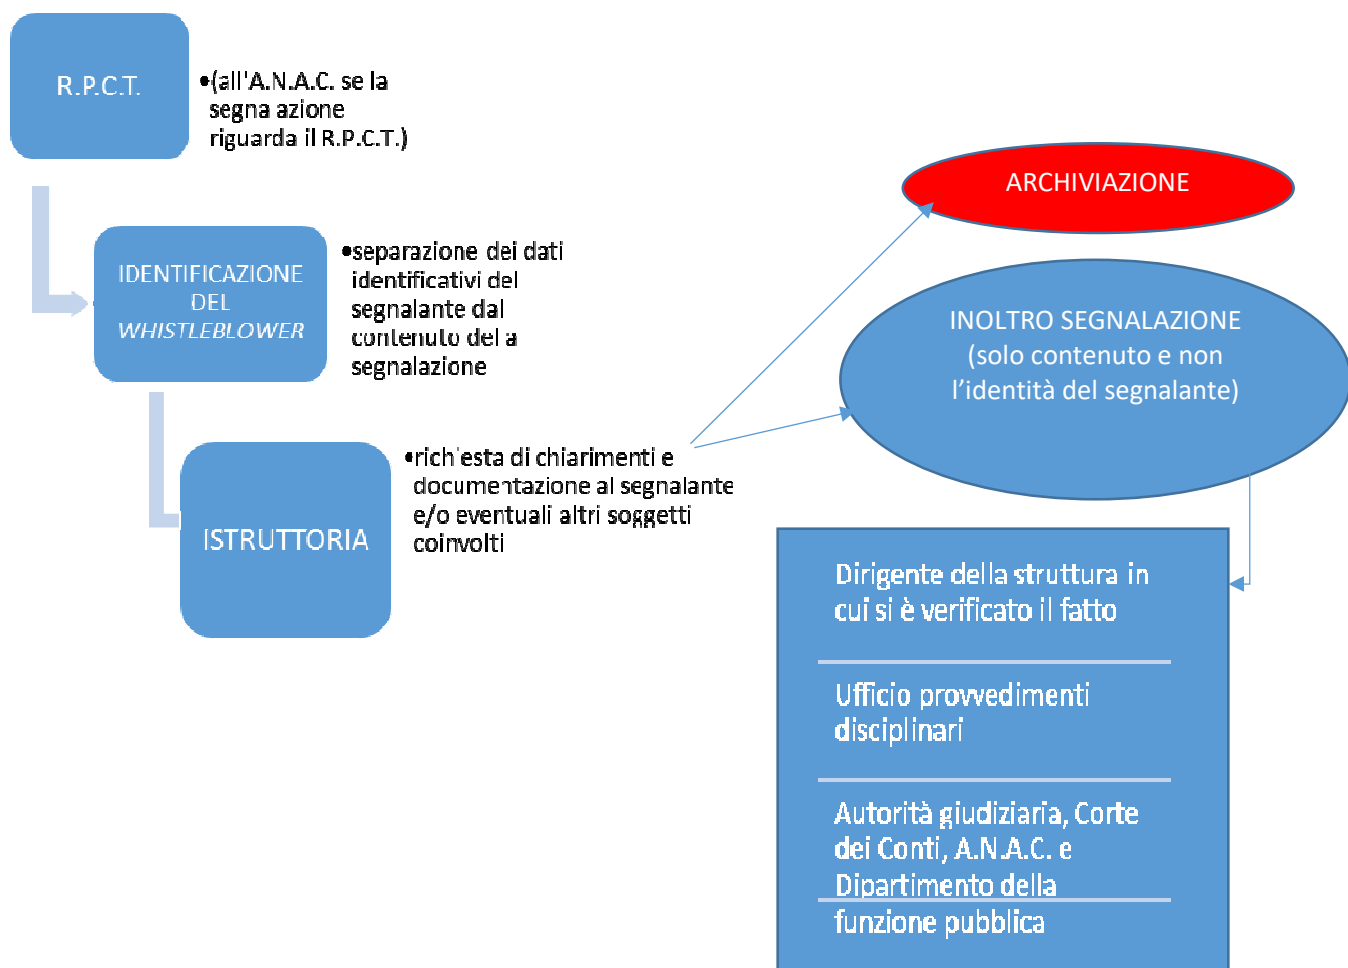 R.P.C.T.
•(all'A.N.A.C. se la
segna azione
riguarda il R.P.C.T.)
IDENTIFICAZIONE
DEL
WHISTLEBLOWER
•separazione dei dati
identificativi del
segnalante dal
contenuto del a
segnalazione
ISTRUTTORIA
•rich'esta di chiarimenti e
documentazione al segnalante
e/o eventuali altri soggetti
coinvolti
ARCHIVIAZIONE
INOLTRO SEGNALAZIONE
(solo contenuto e non
l'identità del segnalante)
Dirigente della struttura in
cui si è verificato il fatto
Ufficio provvedimenti
disciplinari
Autorità giudiziaria, Corte
dei Conti, A.N.A.C. e
Dipartimento della
funzione pubblica